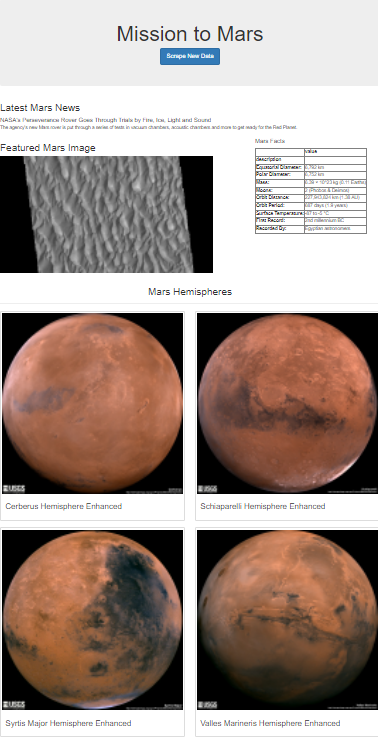 Mission to Mars
Scrape New Data
Latest Mars News
NASA's Perseverance Rover Goes Through Trials by Fire, Ice, Light and Sound
The agency's new Mars rover is put through a series of tests in vacuum chambers, acoustic chambers and more to get ready for the Red Planet.
Featured Mars Image
Mars Facts
value
description
Equatorial Diameter: 6,792 km
Polar Diameter: 6,752 km
Mass: 6.39 × 10^23 kg (0.11 Earths)
Moons: 2 (Phobos & Deimos)
Orbit Distance: 227,943,824 km (1.38 AU)
Orbit Period: 687 days (1.9 years)
Surface Temperature: -87 to -5 °C
First Record: 2nd millennium BC
Recorded By: Egyptian astronomers
Mars Hemispheres
USGS
USGS
Cerberus Hemisphere Enhanced
Schiaparelli Hemisphere Enhanced
USGS
USGS
Syrtis Major Hemisphere Enhanced
Valles Marineris Hemisphere Enhanced